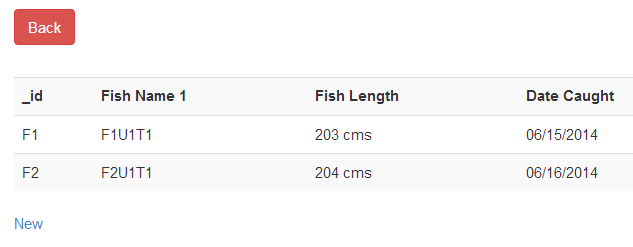 Back
_id Fish Name 1 Fish Length Date Caught
F1 F1U1T1 203 cms 06/15/2014
F2 F2U1T1 204 cms 06/16/2014
New